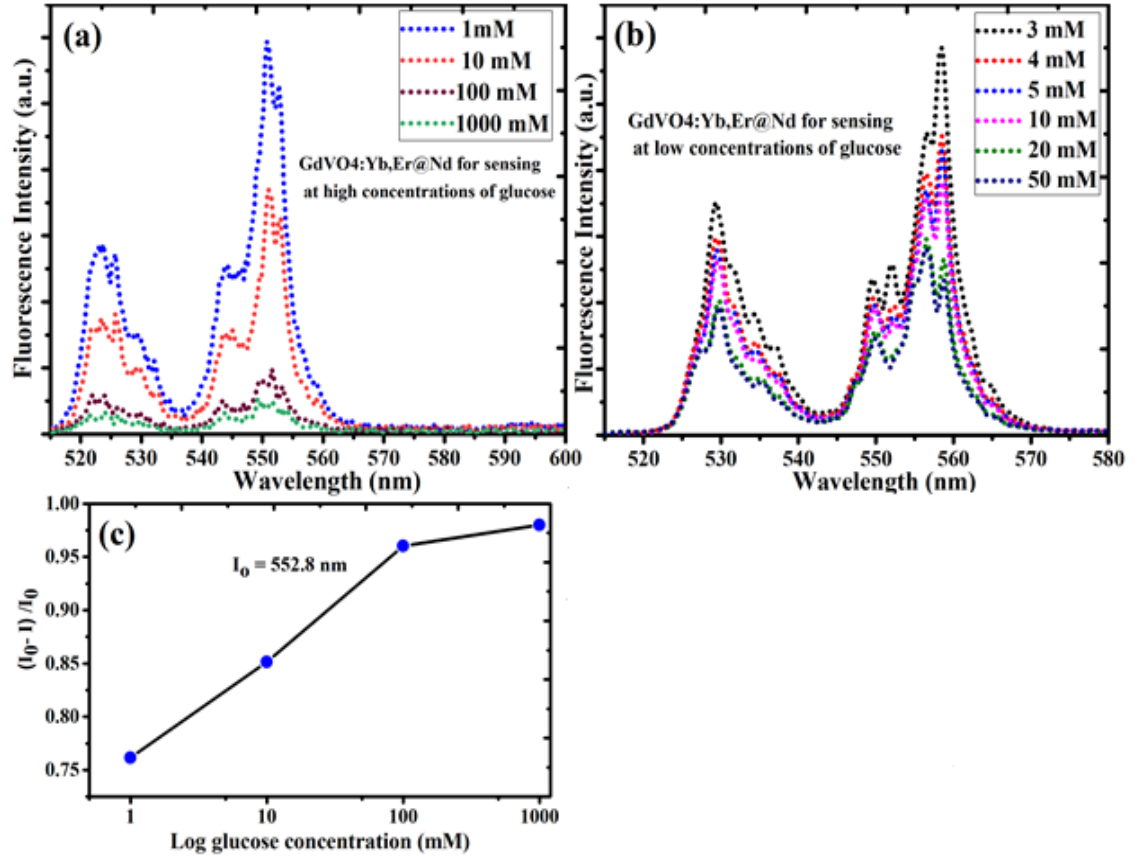 (a)
1mM
10 mM
100 mM
1000 mM
GdVO4:Yb,Er@Nd for sensing
at high concentrations of glucose
Fluorescence Intensity (a.u.)
520 530 540 550 560 570 580 590 600
Wavelength (nm)
(b)
3 mM
4 mM
5 mM
10 mM
20 mM
50 mM
GdVO4:Yb,Er@Nd for sensing
at low concentrations of glucose
Fluorescence Intensity (a.u.)
520 530 540 550 560 570 580
Wavelength (nm)
(c)
I₀ = 552.8 nm
(I₀- I) /I₀
1.00
0.95
0.90
0.85
0.80
0.75
1 10 100 1000
Log glucose concentration (mM)